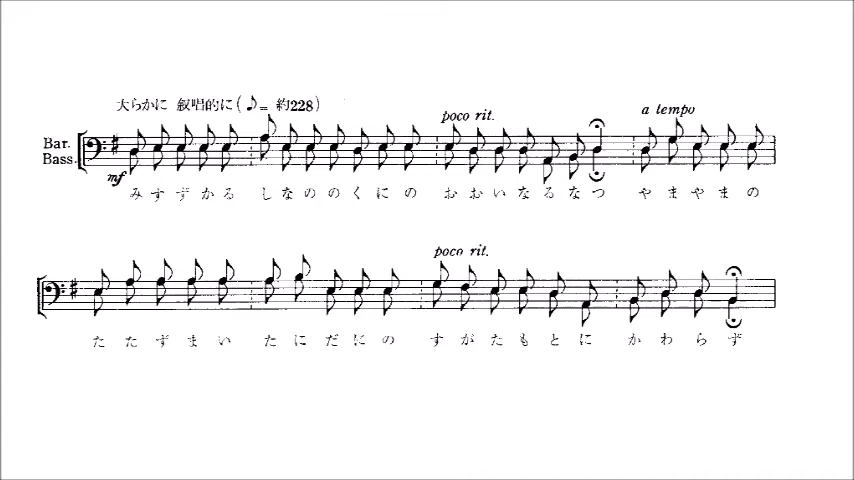 大らかに 叙唱的に(♪= 約228)
poco rit.
a tempo
Bar.
Bass.
mf
みすずかる しなののくにの おおいなるなつ やまやまの
poco rit.
たたずまい たにだにの すがたもとに かわらず